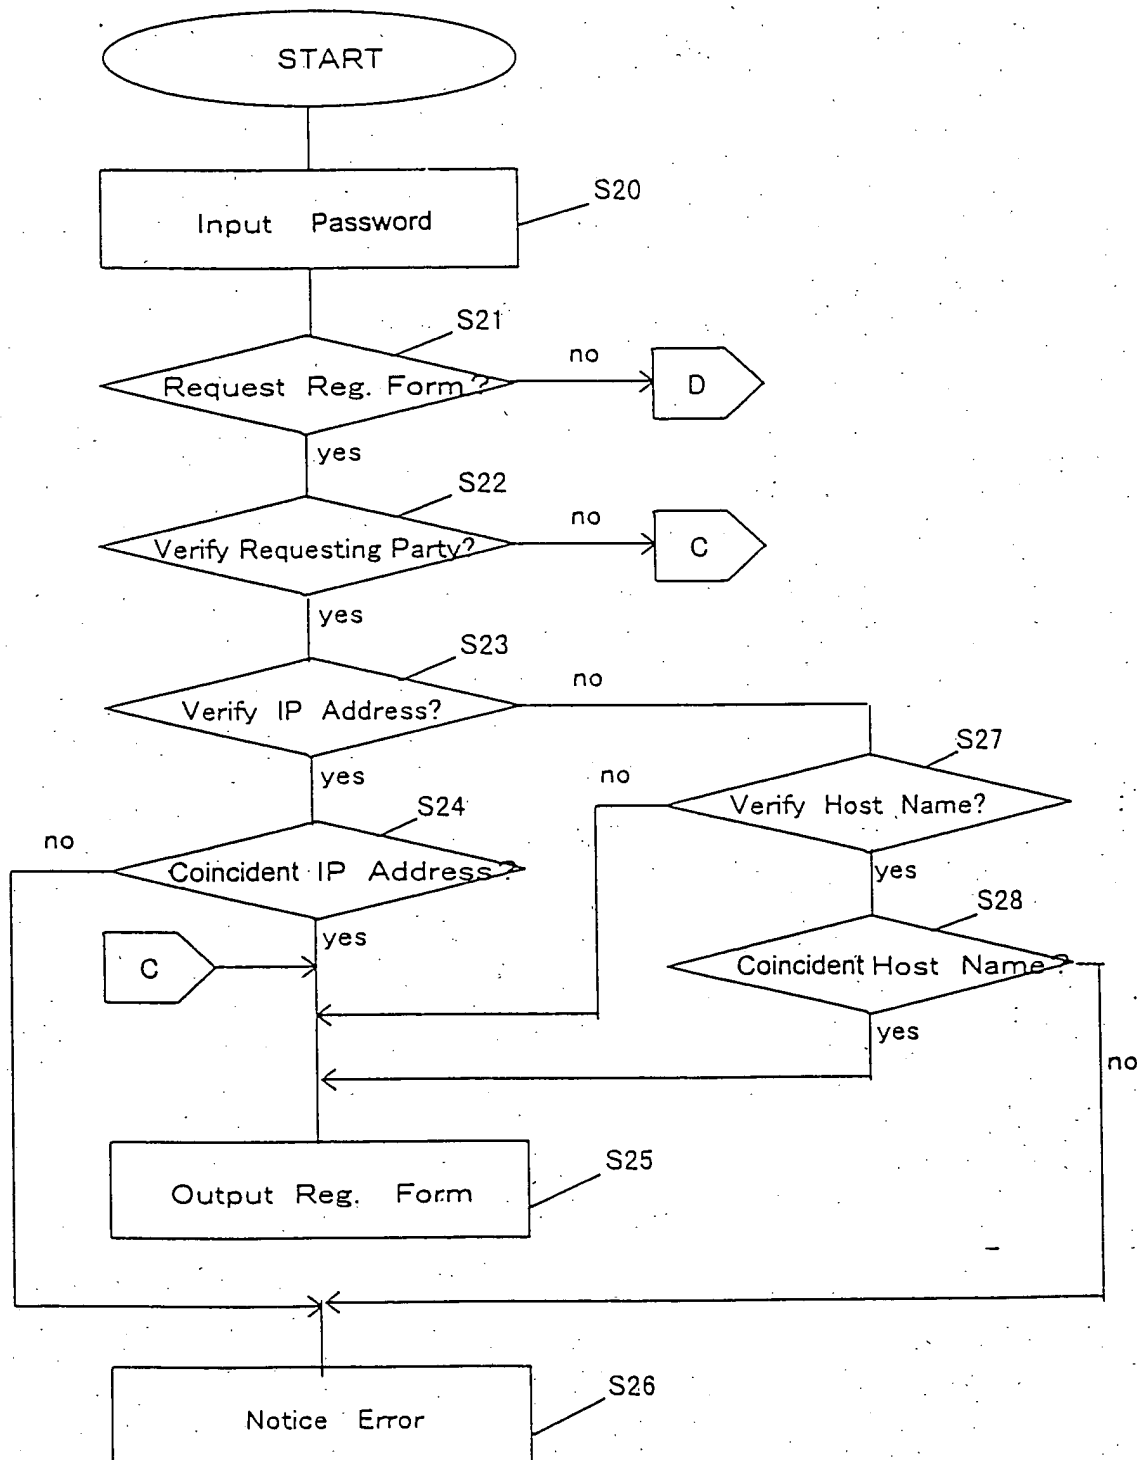 START
Input Password
S20
S21
Request Reg. Form?
no
D
yes
S22
Verify Requesting Party?
no
C
yes
S23
Verify IP Address?
no
yes
S27
Verify Host Name?
no
yes
S24
Coincident IP Address?
no
yes
C
S28
Coincident Host Name?
yes
no
Output Reg. Form
S25
Notice Error
S26